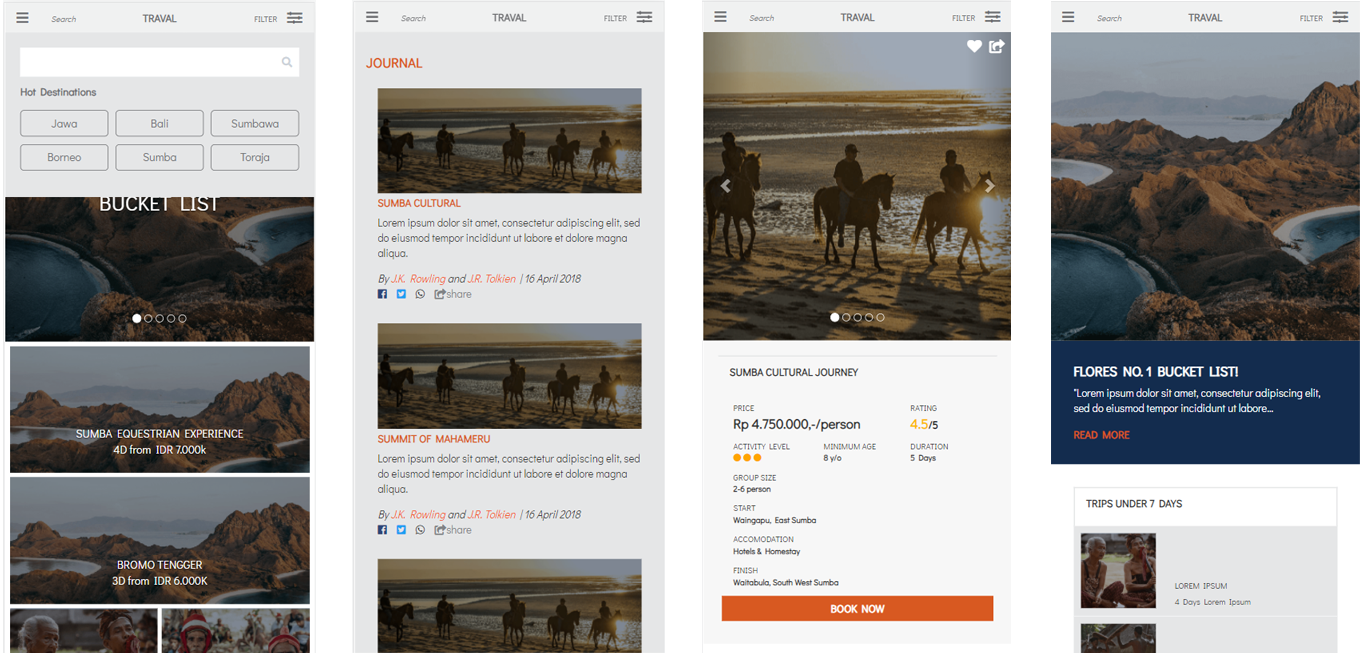 Search TRAVAL FILTER
Hot Destinations
Jawa Bali Sumbawa
Borneo Sumba Toraja
BUCKET LIST
SUMBA EQUESTRIAN EXPERIENCE
4D from IDR 7.000k
BROMO TENGGER
3D from IDR 6.000K
Search TRAVAL FILTER
JOURNAL
SUMBA CULTURAL
Lorem ipsum dolor sit amet, consectetur adipiscing elit, sed
do eiusmod tempor incididunt ut labore et dolore magna
aliqua.
By J.K. Rowling and J.R. Tolkien | 16 April 2018
share
SUMMIT OF MAHAMERU
Lorem ipsum dolor sit amet, consectetur adipiscing elit, sed
do eiusmod tempor incididunt ut labore et dolore magna
aliqua.
By J.K. Rowling and J.R. Tolkien | 16 April 2018
share
Search TRAVAL FILTER
SUMBA CULTURAL JOURNEY
PRICE RATING
Rp 4.750.000,-/person 4.5/5
ACTIVITY LEVEL MINIMUM AGE DURATION
8 y/o 5 Days
GROUP SIZE
2-6 person
START
Waingapu, East Sumba
ACCOMODATION
Hotels & Homestay
FINISH
Waitabula, South West Sumba
BOOK NOW
Search TRAVAL FILTER
FLORES NO. 1 BUCKET LIST!
"Lorem ipsum dolor sit amet, consectetur adipiscing elit,
sed do eiusmod tempor incididunt ut labore...
READ MORE
TRIPS UNDER 7 DAYS
LOREM IPSUM
4 Days Lorem Ipsum